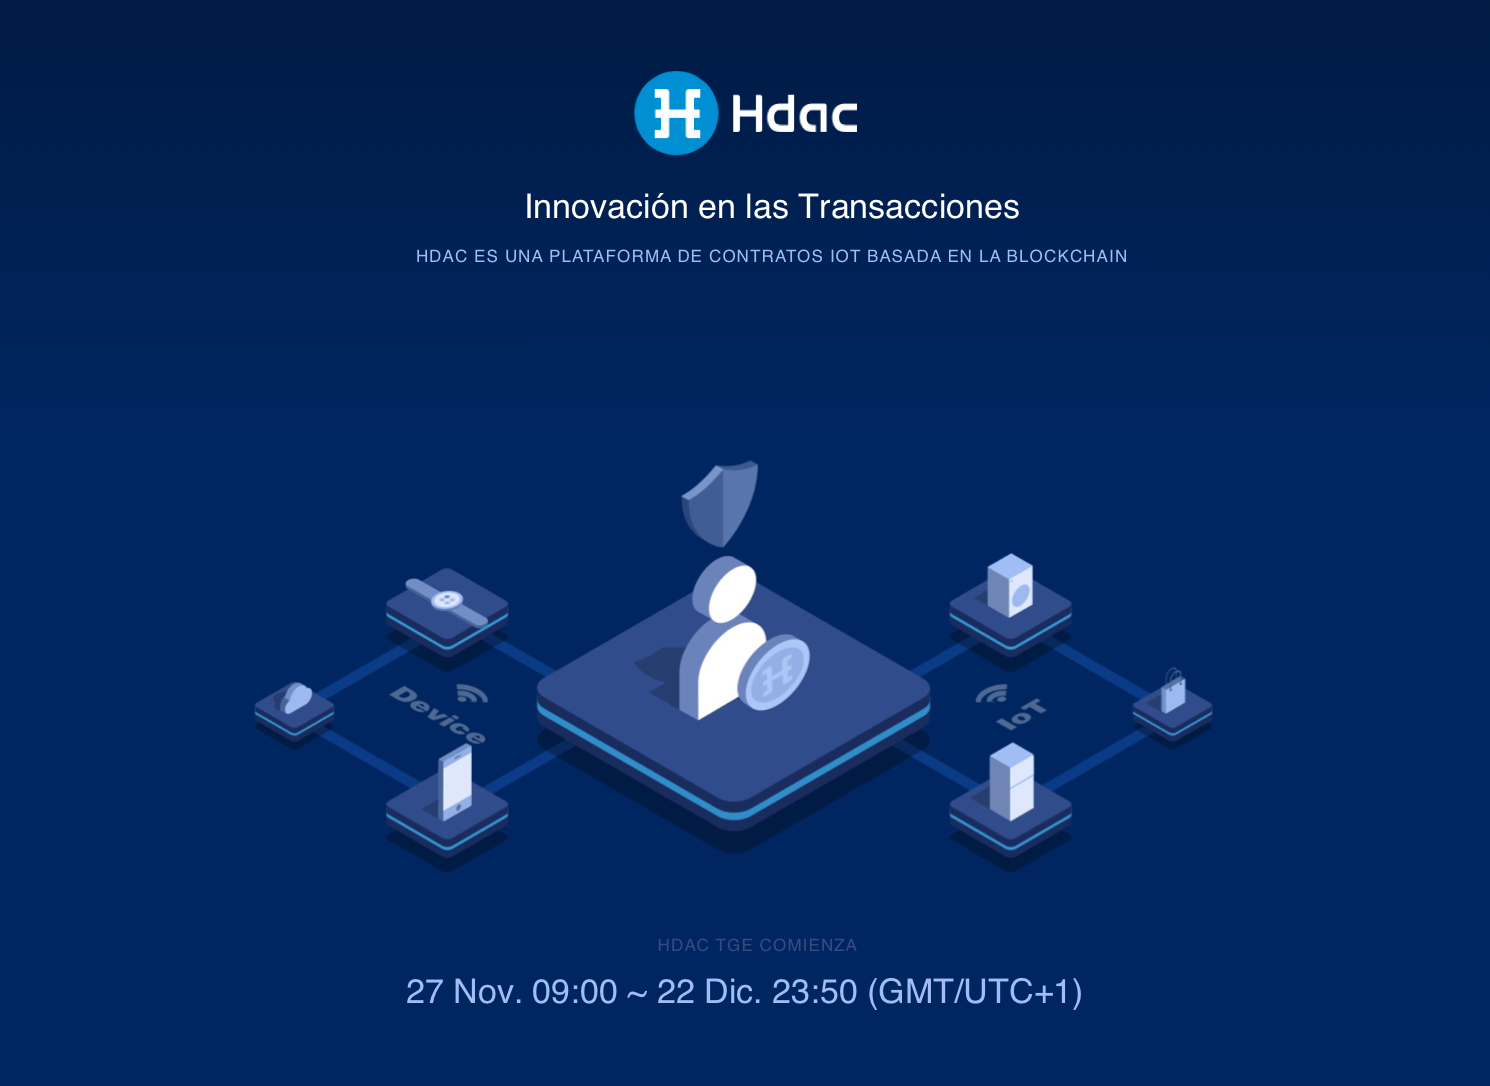 Hdac
Innovación en las Transacciones
HDAC ES UNA PLATAFORMA DE CONTRATOS IOT BASADA EN LA BLOCKCHAIN
Device
IoT
HDAC TGE COMIENZA
27 Nov. 09:00 ~ 22 Dic. 23:50 (GMT/UTC+1)